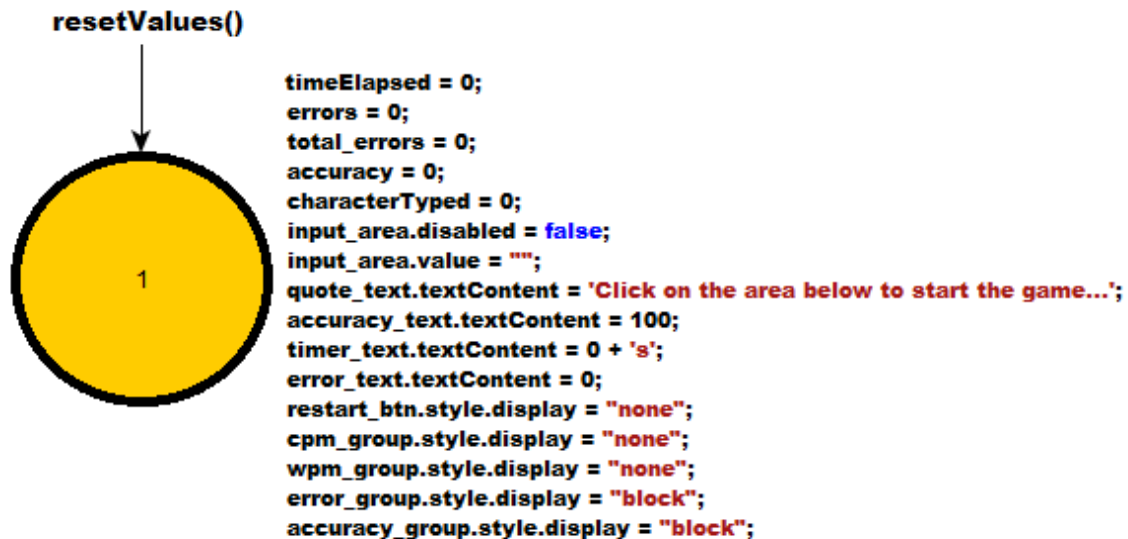 resetValues()
timeElapsed = 0;
errors = 0;
total_errors = 0;
accuracy = 0;
characterTyped = 0;
input_area.disabled = false;
input_area.value = "";
quote_text.textContent = 'Click on the area below to start the game...';
accuracy_text.textContent = 100;
timer_text.textContent = 0 + 's';
error_text.textContent = 0;
restart_btn.style.display = "none";
cpm_group.style.display = "none";
wpm_group.style.display = "none";
error_group.style.display = "block";
accuracy_group.style.display = "block";
1